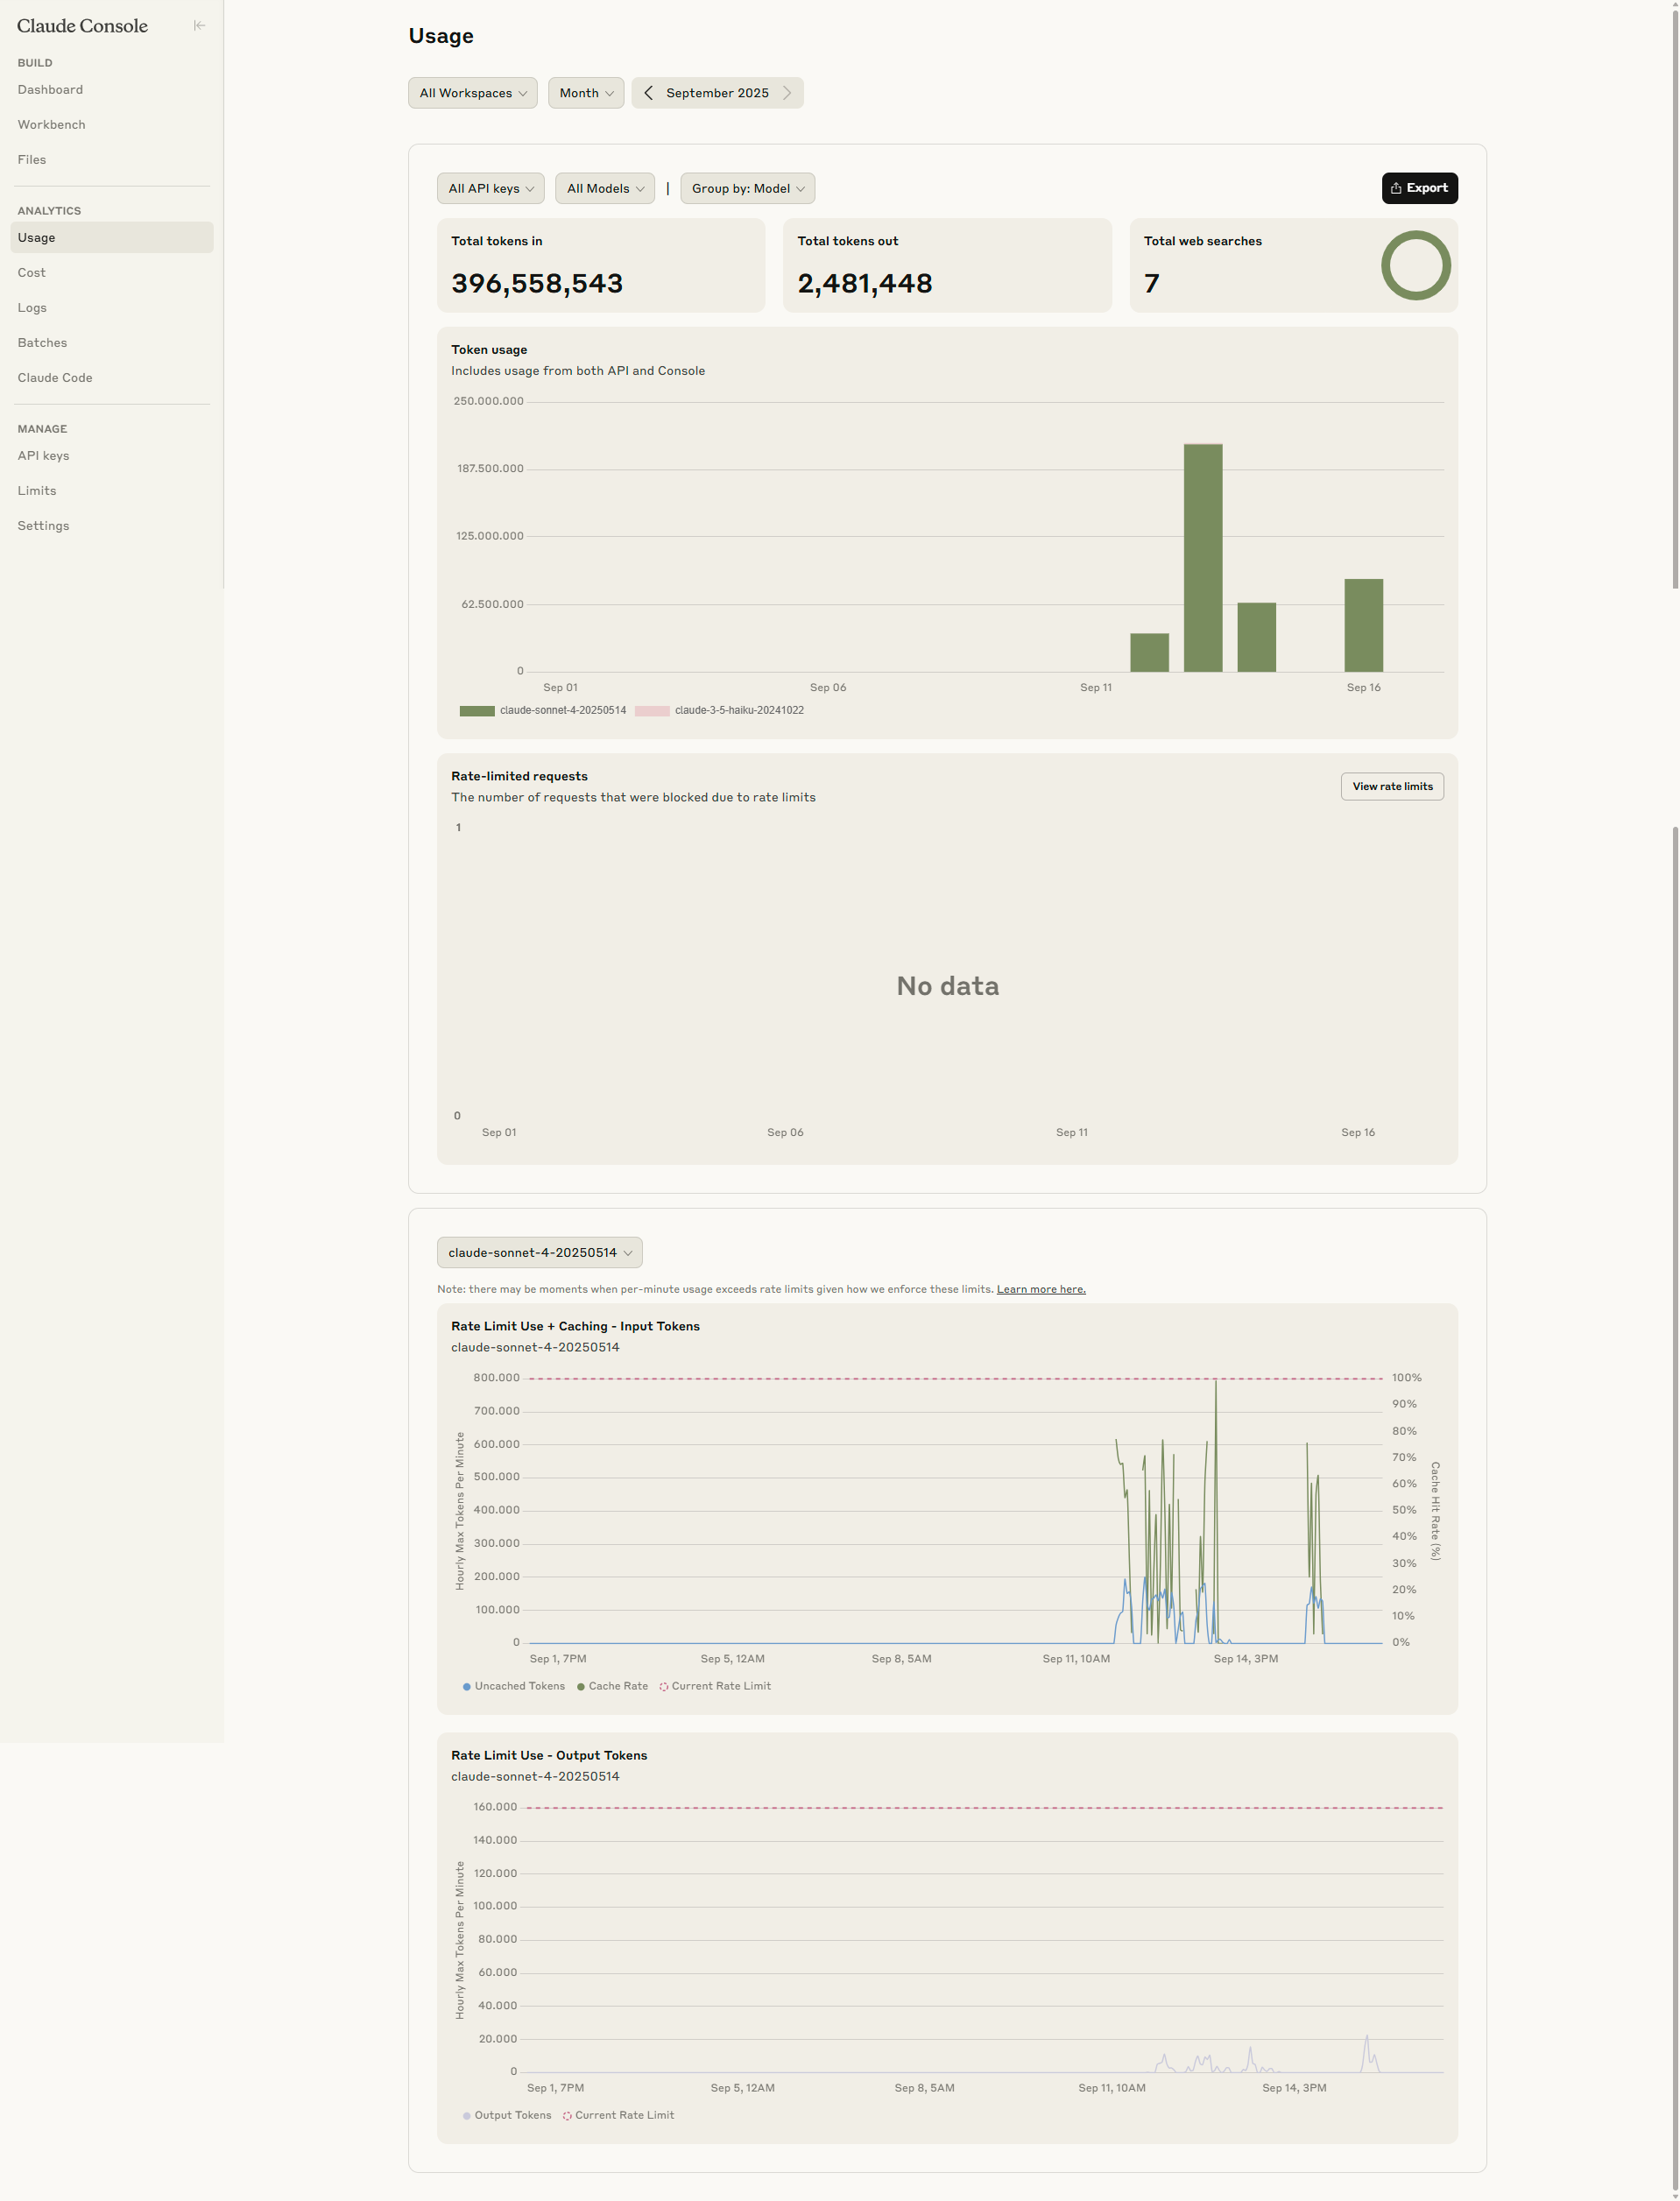 Claude Console
BUILD
Dashboard
Workbench
Files
ANALYTICS
Usage
Cost
Logs
Batches
Claude Code
MANAGE
API keys
Limits
Settings
Usage
All Workspaces
Month
September 2025
All API keys
All Models
|
Group by: Model
Export
Total tokens in
396,558,543
Total tokens out
2,481,448
Total web searches
7
Token usage
Includes usage from both API and Console
250.000.000
187.500.000
125.000.000
62.500.000
0
Sep 01
Sep 06
Sep 11
Sep 16
claude-sonnet-4-20250514
claude-3-5-haiku-20241022
Rate-limited requests
The number of requests that were blocked due to rate limits
View rate limits
1
No data
0
Sep 01
Sep 06
Sep 11
Sep 16
claude-sonnet-4-20250514
Note: there may be moments when per-minute usage exceeds rate limits given how we enforce these limits. Learn more here.
Rate Limit Use + Caching - Input Tokens
claude-sonnet-4-20250514
Hourly Max Tokens Per Minute
800.000
700.000
600.000
500.000
400.000
300.000
200.000
100.000
0
100%
90%
80%
70%
60%
50%
40%
30%
20%
10%
0%
Cache Hit Rate (%)
Sep 1, 7PM
Sep 5, 12AM
Sep 8, 5AM
Sep 11, 10AM
Sep 14, 3PM
Uncached Tokens
Cache Rate
Current Rate Limit
Rate Limit Use - Output Tokens
claude-sonnet-4-20250514
Hourly Max Tokens Per Minute
160.000
140.000
120.000
100.000
80.000
60.000
40.000
20.000
0
Sep 1, 7PM
Sep 5, 12AM
Sep 8, 5AM
Sep 11, 10AM
Sep 14, 3PM
Output Tokens
Current Rate Limit